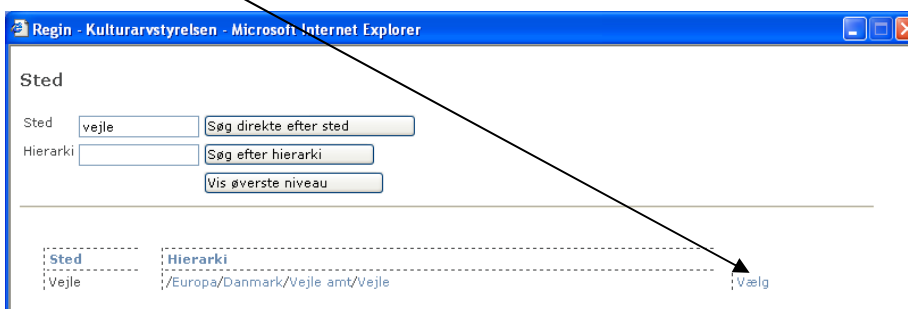 Regin - Kulturarvstyrelsen - Microsoft Internet Explorer
Sted
Sted vejle Søg direkte efter sted
Hierarki Søg efter hierarki
Vis øverste niveau
Sted Hierarki
Vejle /Europa/Danmark/Vejle amt/Vejle Vælg